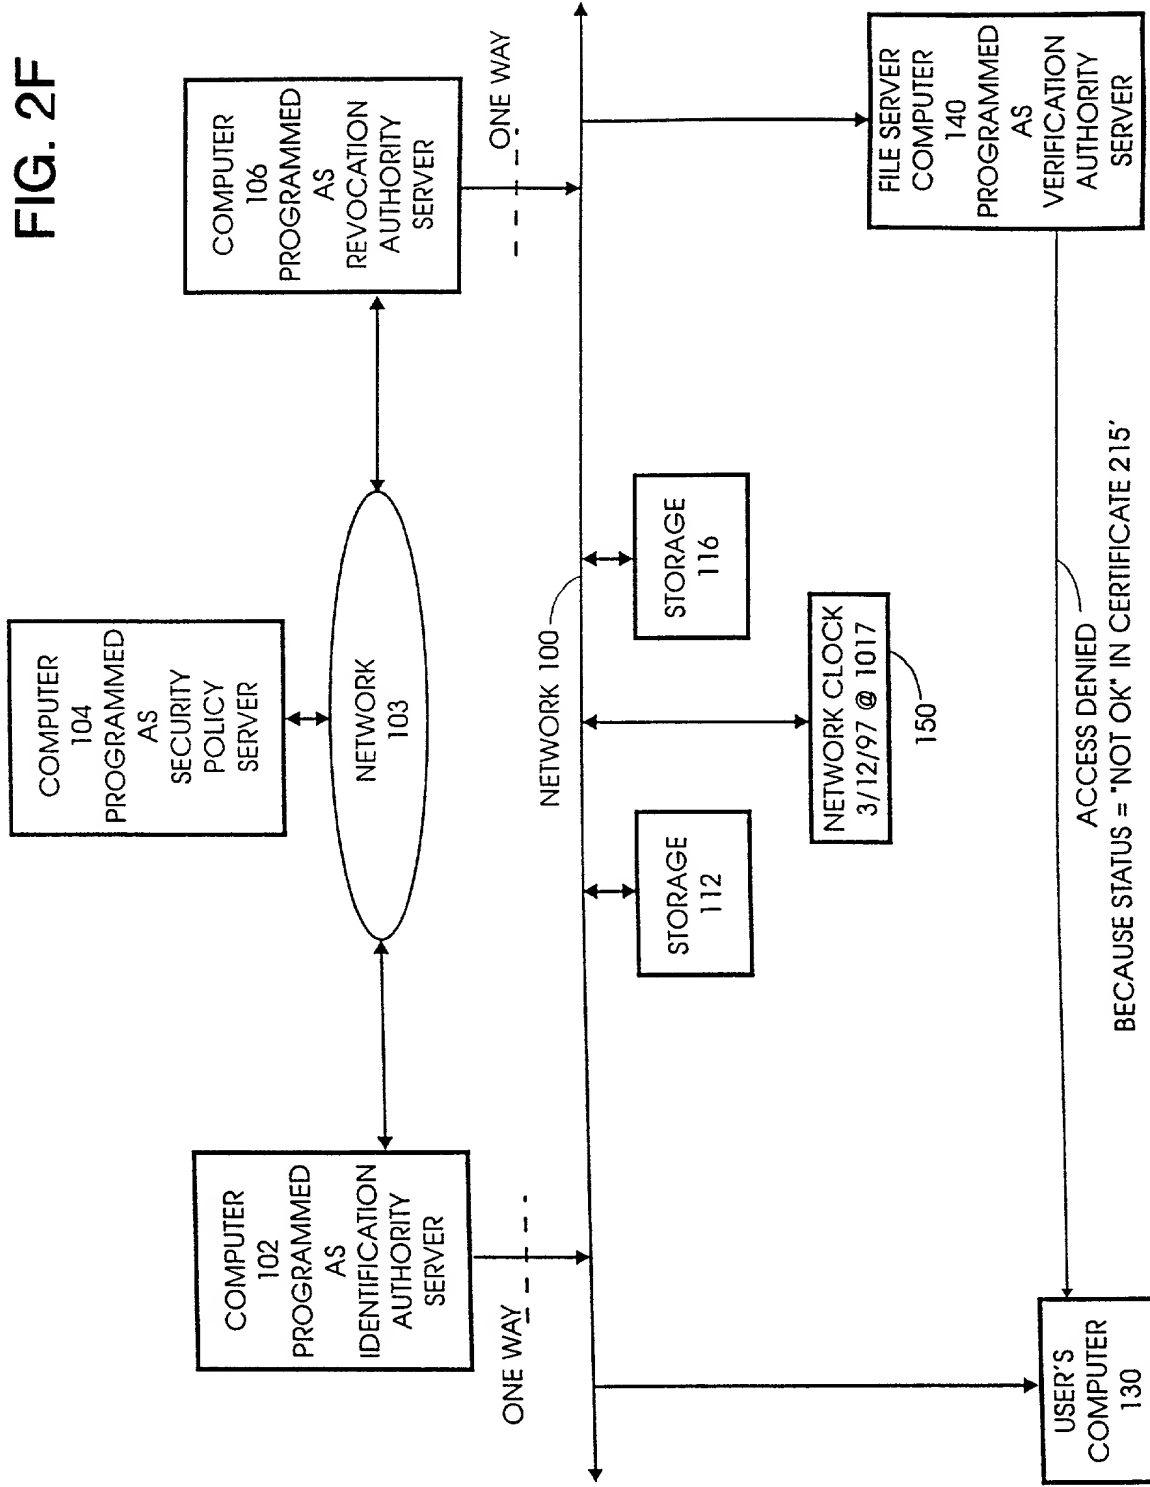 FIG. 2F
COMPUTER
104
PROGRAMMED
AS
SECURITY
POLICY
SERVER
COMPUTER
102
PROGRAMMED
AS
IDENTIFICATION
AUTHORITY
SERVER
NETWORK
103
COMPUTER
106
PROGRAMMED
AS
REVOCATION
AUTHORITY
SERVER
ONE WAY
ONE WAY
NETWORK 100
STORAGE
112
STORAGE
116
NETWORK CLOCK
3/12/97 @ 1017
150
USER'S
COMPUTER
130
ACCESS DENIED
BECAUSE STATUS = "NOT OK" IN CERTIFICATE 215'
FILE SERVER
COMPUTER
140
PROGRAMMED
AS
VERIFICATION
AUTHORITY
SERVER